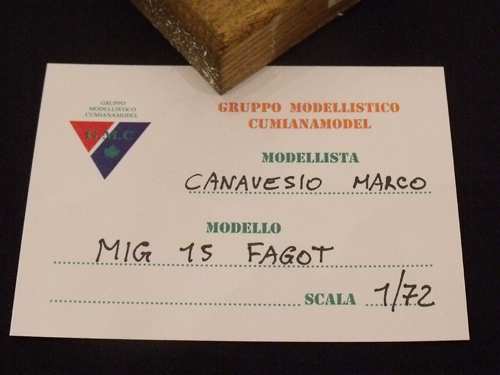 GRUPPO
MODELLISTICO
CUMIANAMODEL
G.M.C
GRUPPO MODELLISTICO
CUMIANAMODEL
MODELLISTA
CANAVESIO MARCO
MODELLO
MIG 15 FAGOT
SCALA 1/72